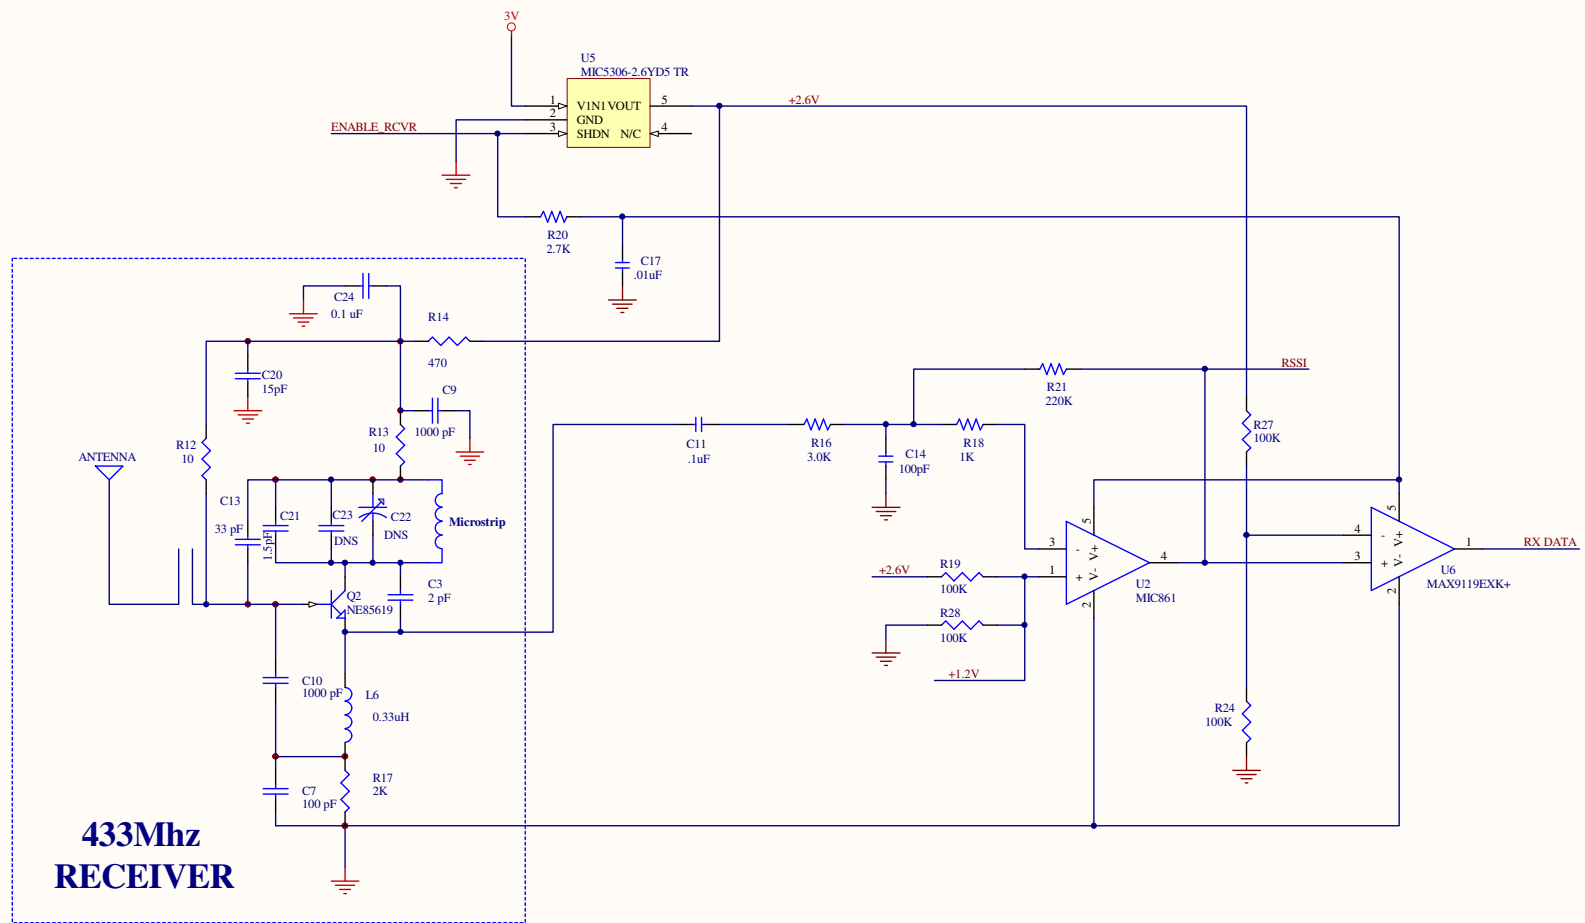 3V
U5
MIC5306-2.6YD5 TR
1
V1N1 VOUT
5
+2.6V
2
GND
ENABLE_RCVR
3
SHDN
N/C
4
R20
2.7K
C17
.01uF
C24
0.1 uF
R14
470
C20
15pF
C9
1000 pF
R13
10
R12
10
ANTENNA
C13
33 pF
C21
1.5pF
C23
DNS
C22
DNS
Microstrip
C3
2 pF
Q2
NE85619
C10
1000 pF
L6
0.33uH
C7
100 pF
R17
2K
433Mhz
RECEIVER
C11
.1uF
R16
3.0K
C14
100pF
R18
1K
R21
220K
RSSI
R27
100K
+2.6V
R19
100K
R28
100K
+1.2V
3
-
1
+
5
V+
V-
2
4
U2
MIC861
R24
100K
4
-
3
+
5
V+
V-
2
1
RX DATA
U6
MAX9119EXK+